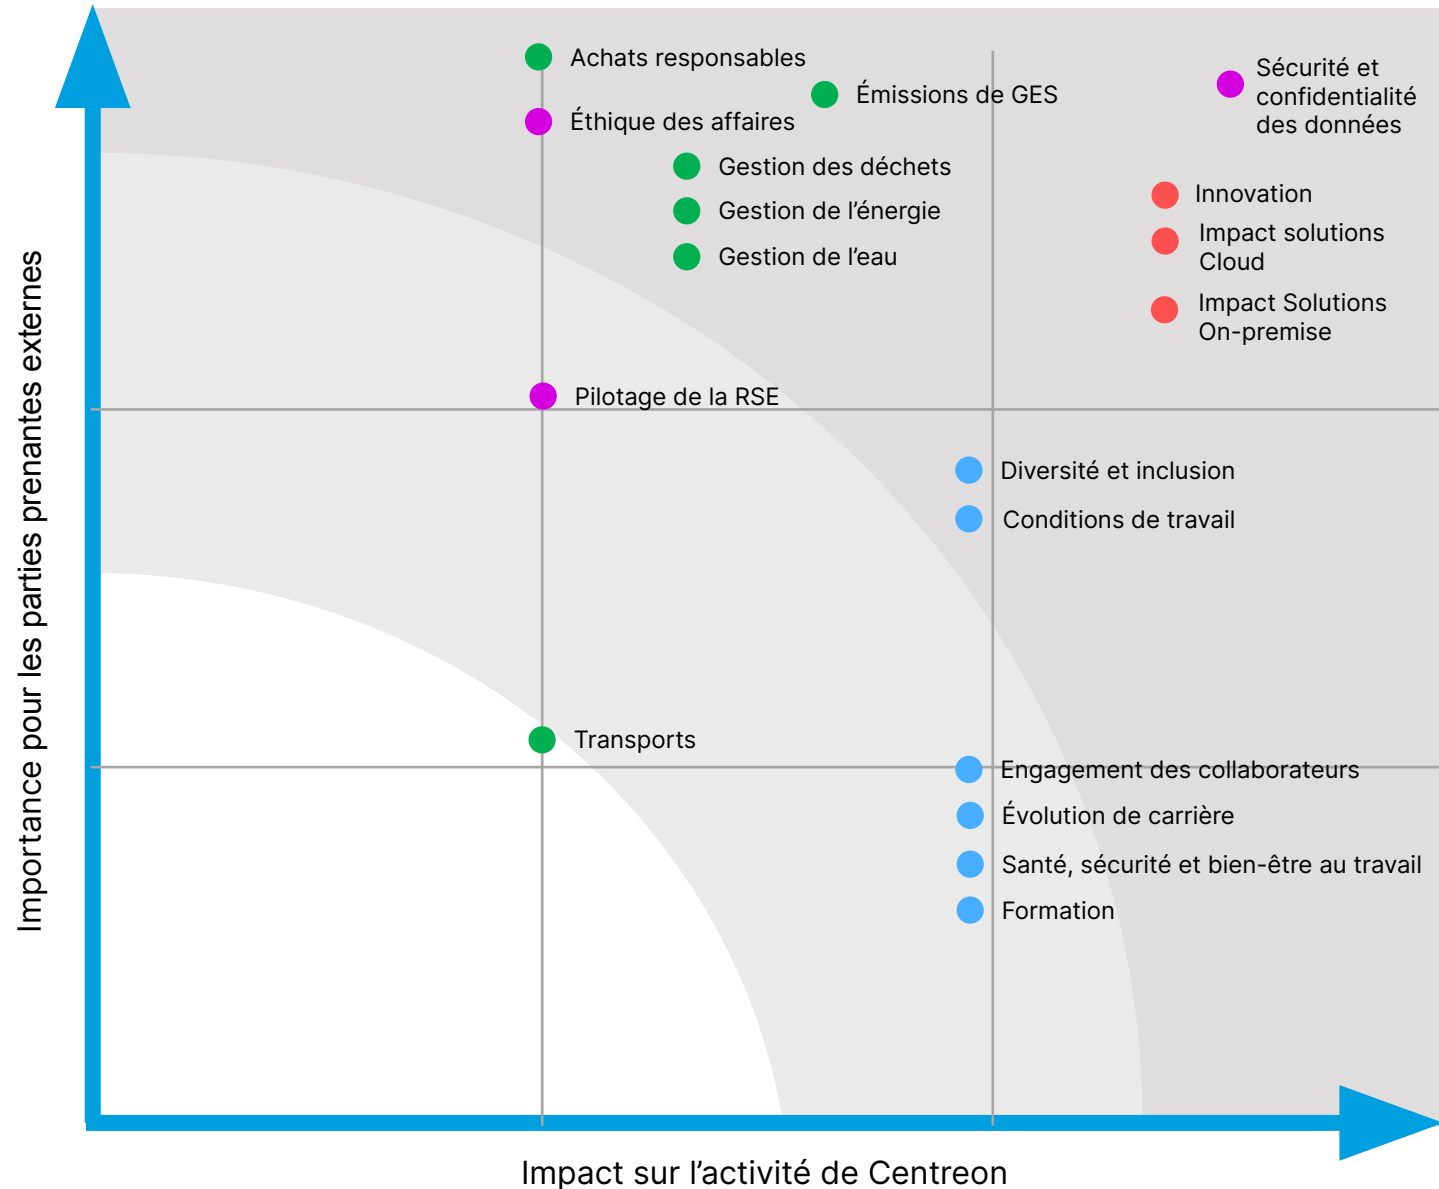 Achats responsables
Émissions de GES
Sécurité et
confidentialité
des données
Éthique des affaires
Gestion des déchets
Gestion de l’énergie
Gestion de l’eau
Innovation
Impact solutions
Cloud
Impact Solutions
On-premise
Pilotage de la RSE
Diversité et inclusion
Conditions de travail
Transports
Engagement des collaborateurs
Évolution de carrière
Santé, sécurité et bien-être au travail
Formation
Importance pour les parties prenantes externes
Impact sur l’activité de Centreon